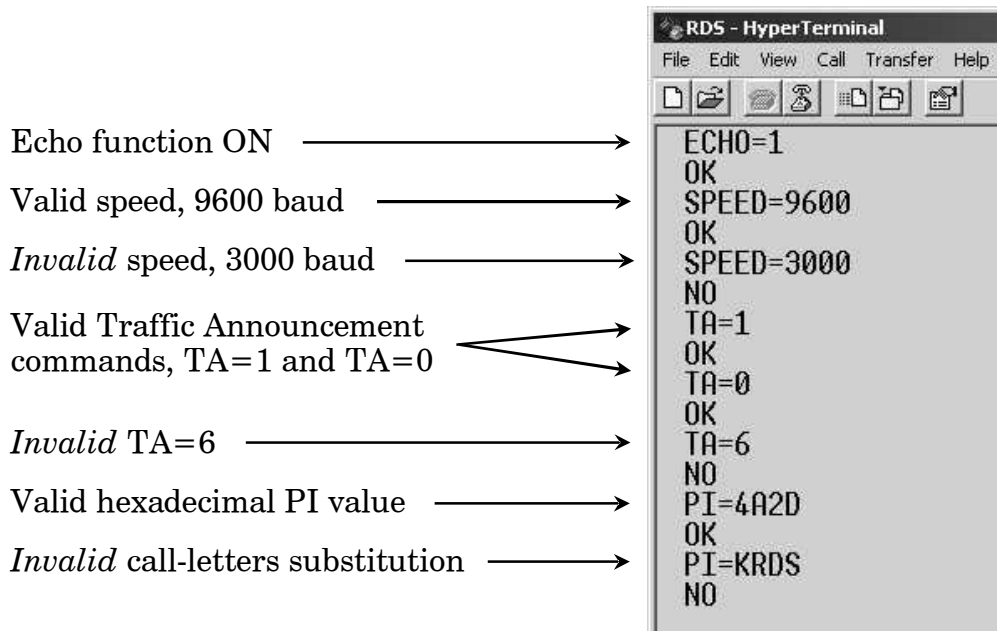 RDS - HyperTerminal
File Edit View Call Transfer Help
Echo function ON
Valid speed, 9600 baud
Invalid speed, 3000 baud
Valid Traffic Announcement
commands, TA=1 and TA=0
Invalid TA=6
Valid hexadecimal PI value
Invalid call-letters substitution
ECHO=1
OK
SPEED=9600
OK
SPEED=3000
NO
TA=1
OK
TA=0
OK
TA=6
NO
PI=4A2D
OK
PI=KRDS
NO